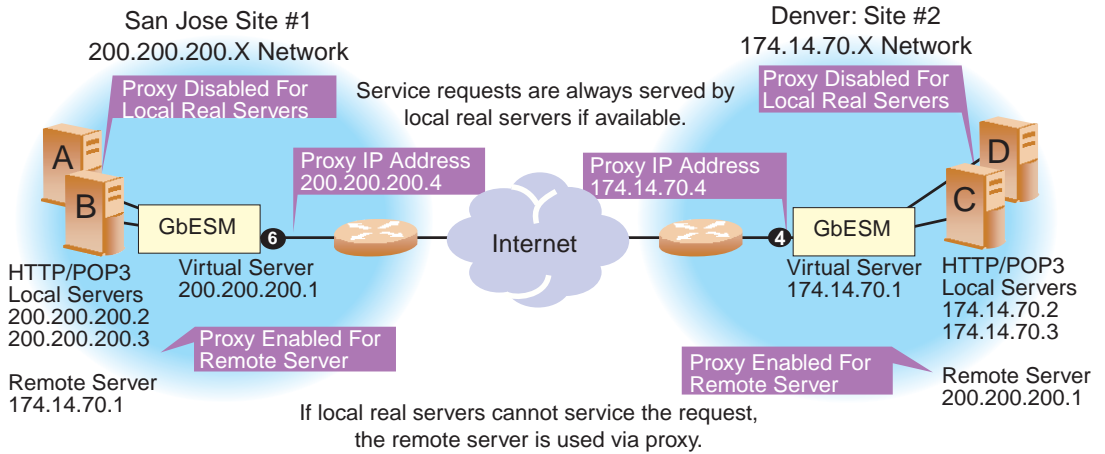 San Jose Site #1
200.200.200.X Network
Denver: Site #2
174.14.70.X Network
Proxy Disabled For
Local Real Servers
Service requests are always served by
local real servers if available.
Proxy Disabled For
Local Real Servers
A
B
GbESM
6
Proxy IP Address
200.200.200.4
Internet
Proxy IP Address
174.14.70.4
4
GbESM
D
C
HTTP/POP3
Local Servers
200.200.200.2
200.200.200.3
Virtual Server
200.200.200.1
Virtual Server
174.14.70.1
HTTP/POP3
Local Servers
174.14.70.2
174.14.70.3
Proxy Enabled For
Remote Server
Proxy Enabled For
Remote Server
Remote Server
174.14.70.1
Remote Server
200.200.200.1
If local real servers cannot service the request,
the remote server is used via proxy.